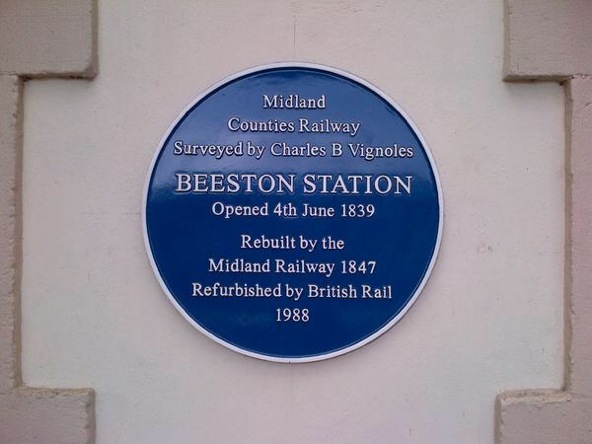 Midland
Counties Railway
Surveyed by Charles B Vignoles
BEESTON STATION
Opened 4th June 1839
Rebuilt by the
Midland Railway 1847
Refurbished by British Rail
1988